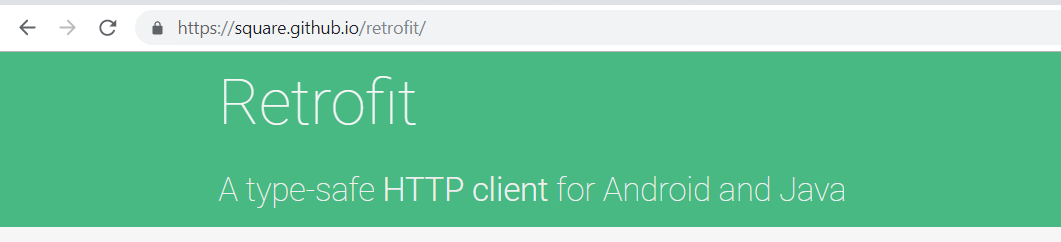 https://square.github.io/retrofit/
Retrofit
A type-safe HTTP client for Android and Java